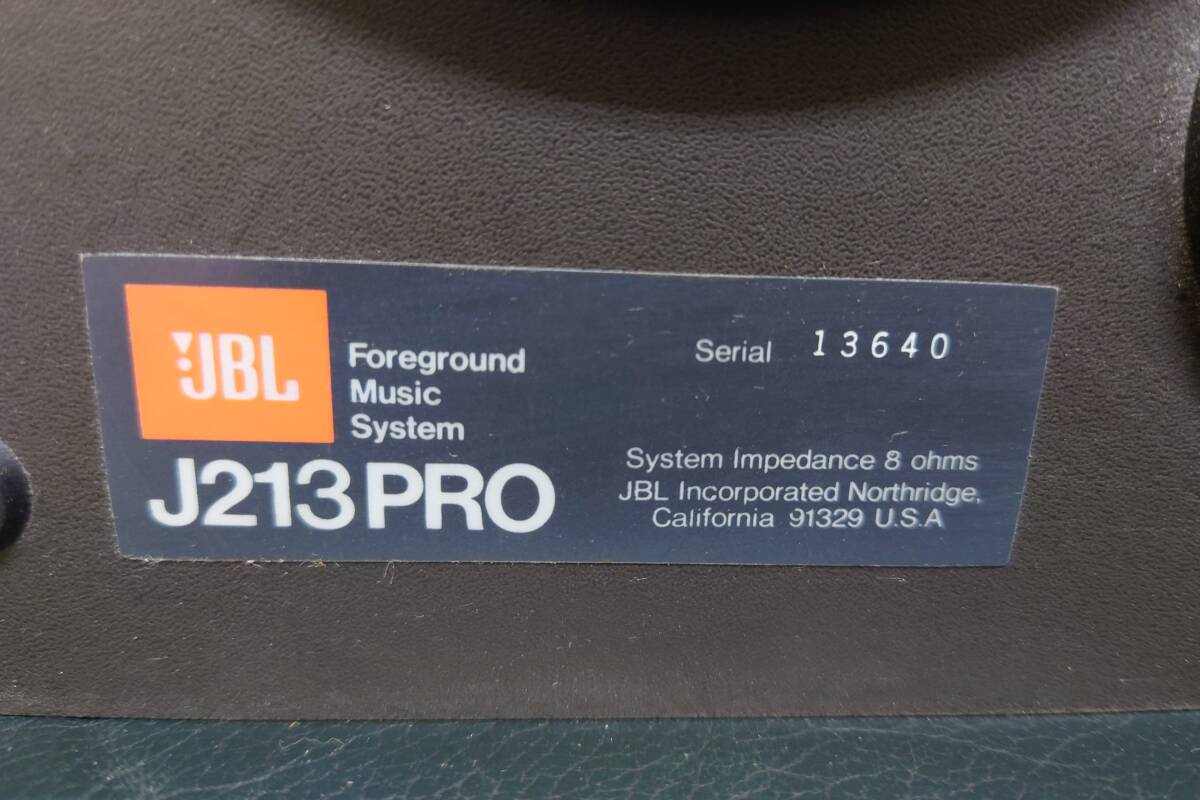 JBL
Foreground
Music
System
J213 PRO
Serial 13640
System Impedance 8 ohms
JBL Incorporated Northridge,
California 91329 U.S.A